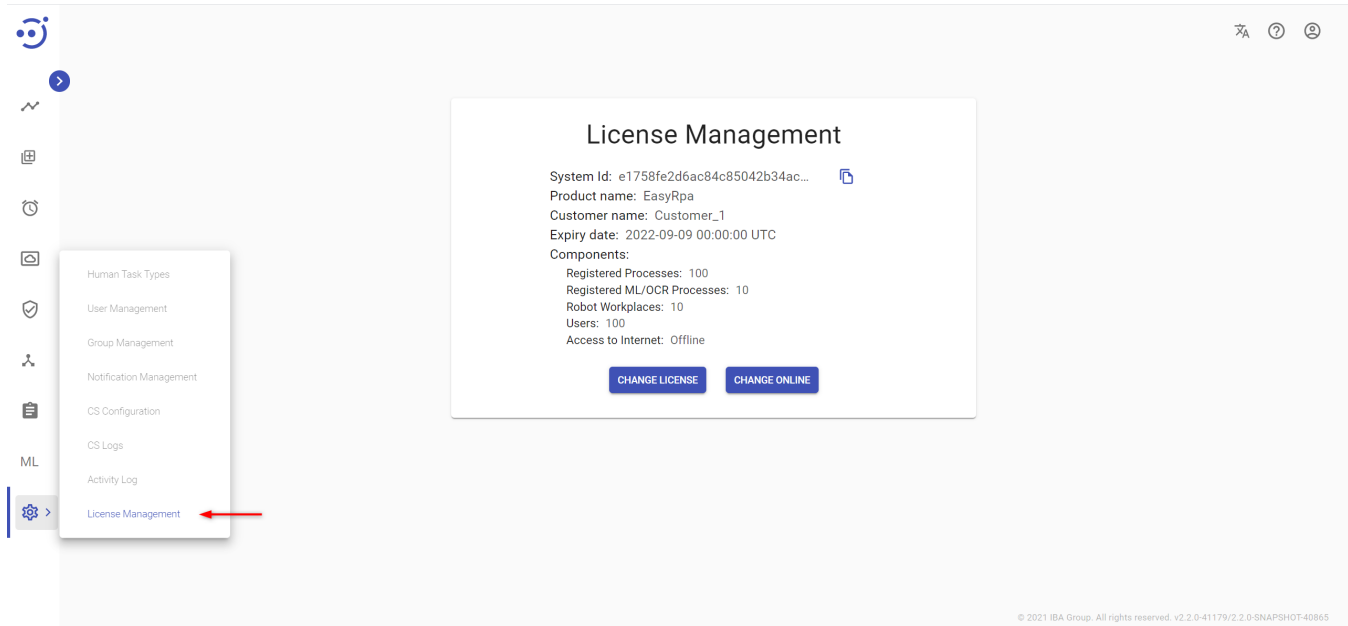 License Management
System Id: e1758fe2d6ac84c85042b34ac...
Product name: EasyRpa
Customer name: Customer_1
Expiry date: 2022-09-09 00:00:00 UTC
Components:
Registered Processes: 100
Registered ML/OCR Processes: 10
Robot Workplaces: 10
Users: 100
Access to Internet: Offline
CHANGE LICENSE CHANGE ONLINE
Human Task Types
User Management
Group Management
Notification Management
CS Configuration
CS Logs
Activity Log
License Management
ML
© 2021 IBA Group. All rights reserved. v2.2.0-41179/2.2.0-SNAPSHOT-40865